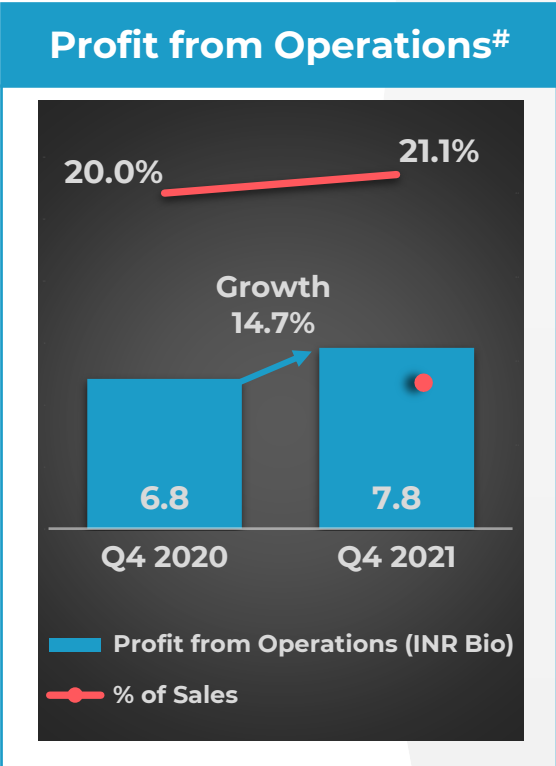 Profit from Operations#
20.0%
21.1%
Growth
14.7%
6.8
7.8
Q4 2020
Q4 2021
Profit from Operations (INR Bio)
% of Sales